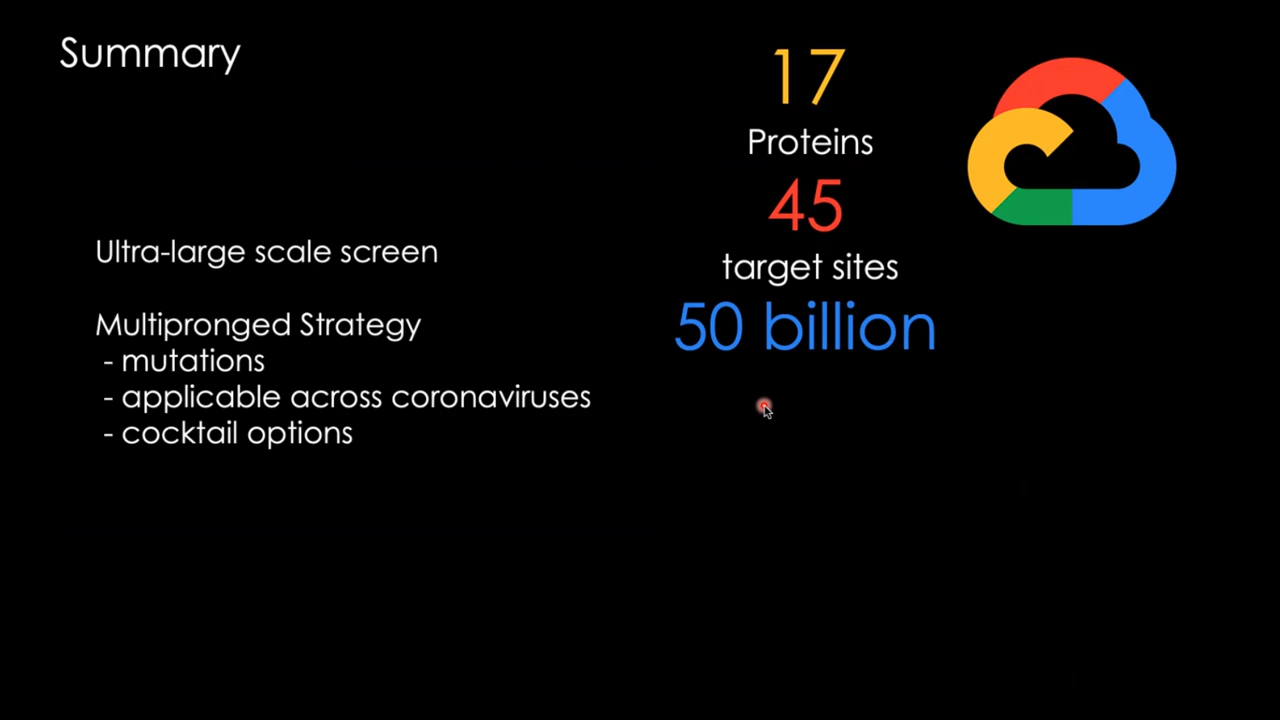 Summary
Ultra-large scale screen
Multipronged Strategy
- mutations
- applicable across coronaviruses
- cocktail options
17
Proteins
45
target sites
50 billion